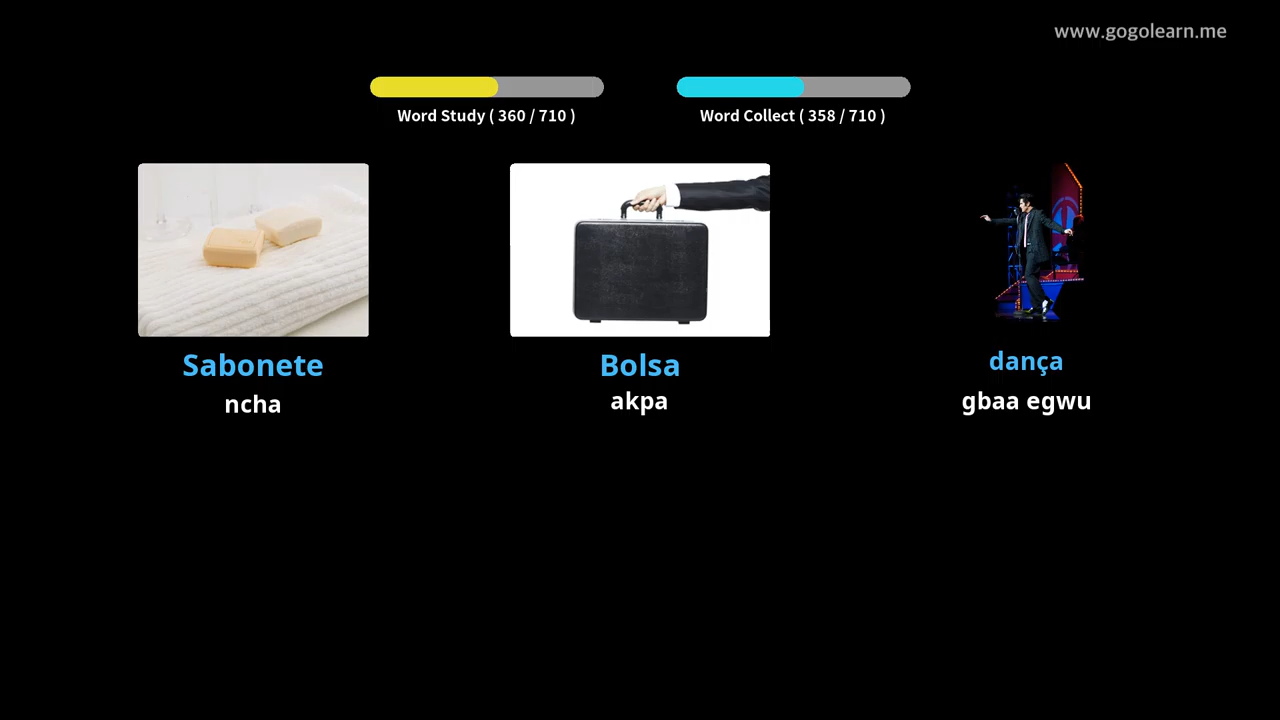 www.gogolearn.me
Word Study ( 360 / 710 )
Word Collect ( 358 / 710 )
Sabonete
ncha
Bolsa
akpa
dança
gbaa egwu